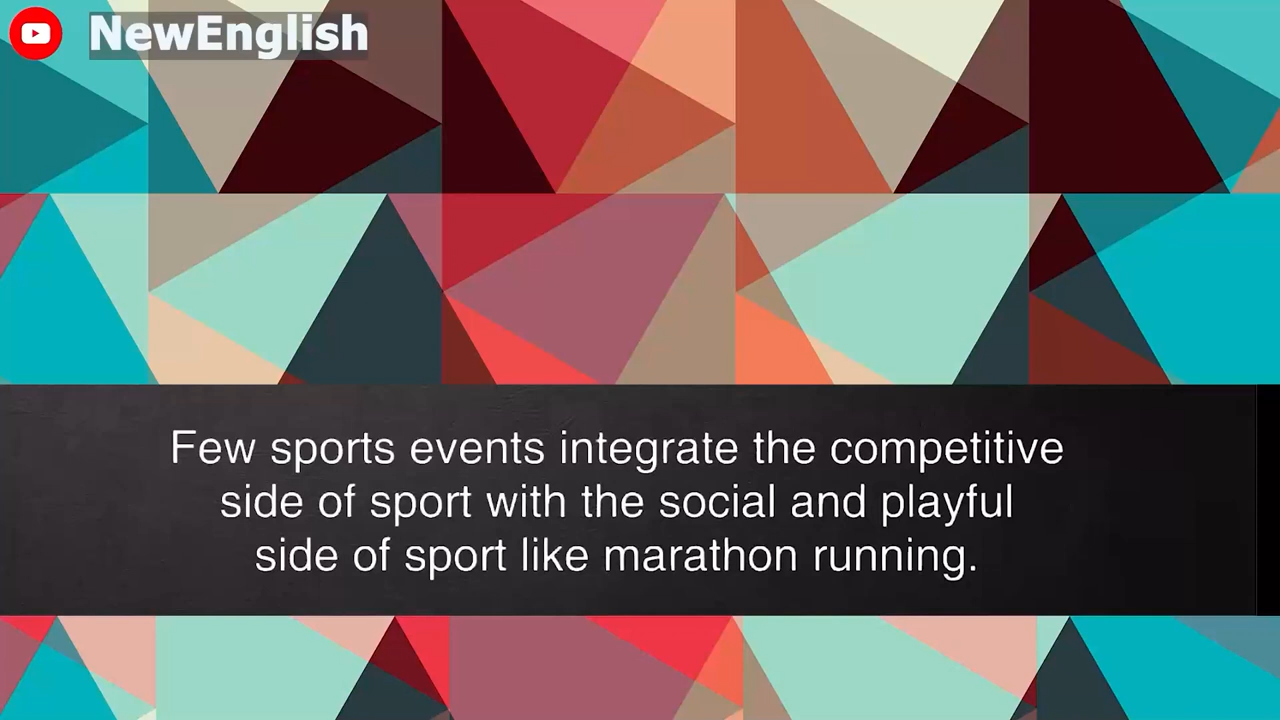 NewEnglish
Few sports events integrate the competitive
side of sport with the social and playful
side of sport like marathon running.